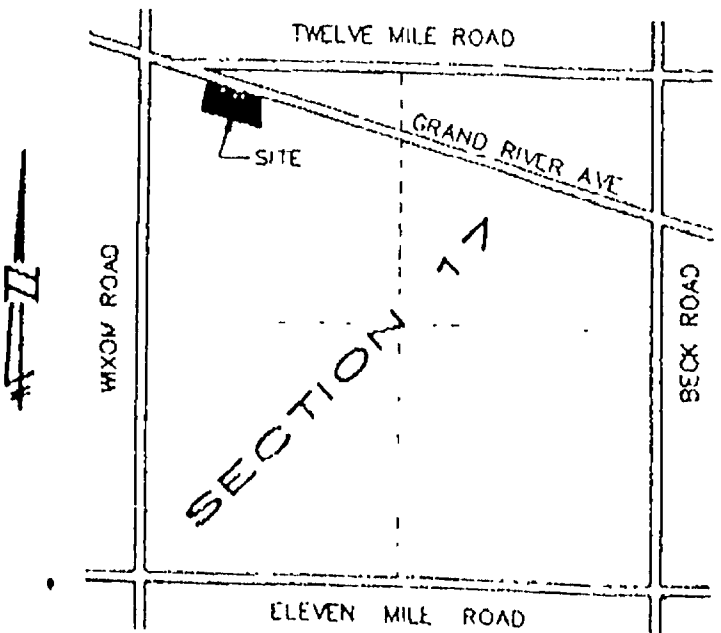 TWELVE MILE ROAD
SITE
GRAND RIVER AVE
WIXOM ROAD
SECTION 17
BECK ROAD
ELEVEN MILE ROAD